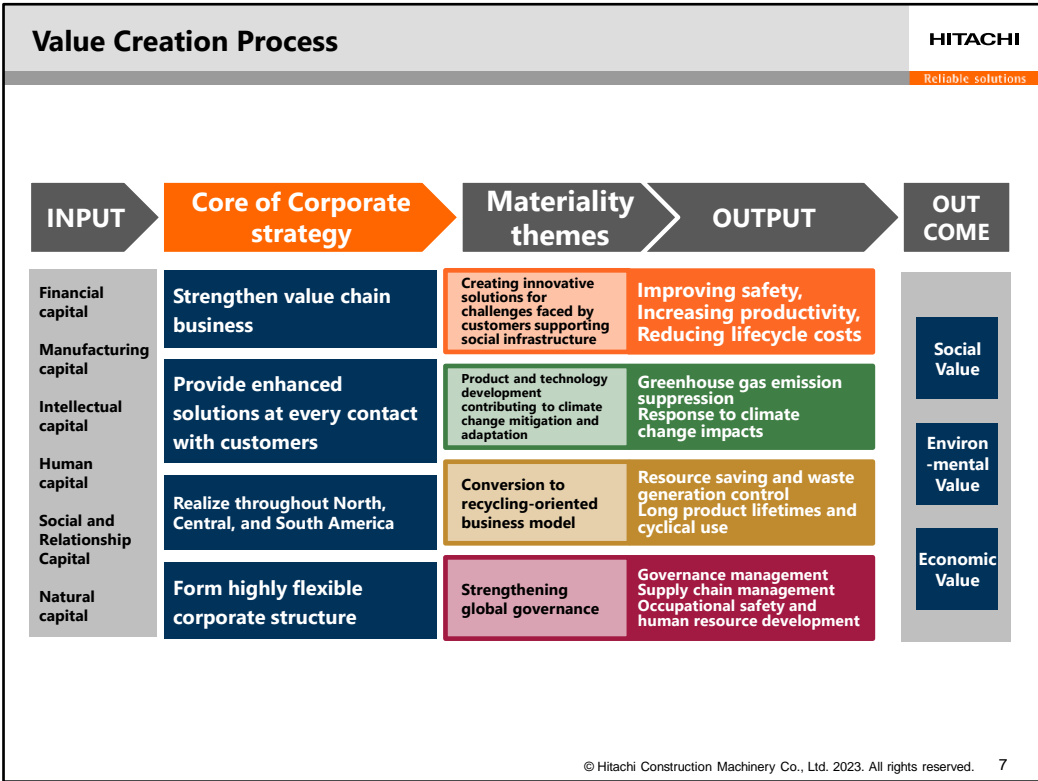 Value Creation Process
HITACHI
Reliable solutions
INPUT
Core of Corporate
strategy
Materiality
themes
OUTPUT
OUT
COME
Financial
capital
Manufacturing
capital
Intellectual
capital
Human
capital
Social and
Relationship
Capital
Natural
capital
Strengthen value chain
business
Provide enhanced
solutions at every contact
with customers
Realize throughout North,
Central, and South America
Form highly flexible
corporate structure
Creating innovative
solutions for
challenges faced by
customers supporting
social infrastructure
Improving safety,
Increasing productivity,
Reducing lifecycle costs
Product and technology
development
contributing to climate
change mitigation and
adaptation
Greenhouse gas emission
suppression
Response to climate
change impacts
Conversion to
recycling-oriented
business model
Resource saving and waste
generation control
Long product lifetimes and
cyclical use
Strengthening
global governance
Governance management
Supply chain management
Occupational safety and
human resource development
Social
Value
Environ
-mental
Value
Economic
Value
© Hitachi Construction Machinery Co., Ltd. 2023. All rights reserved. 7